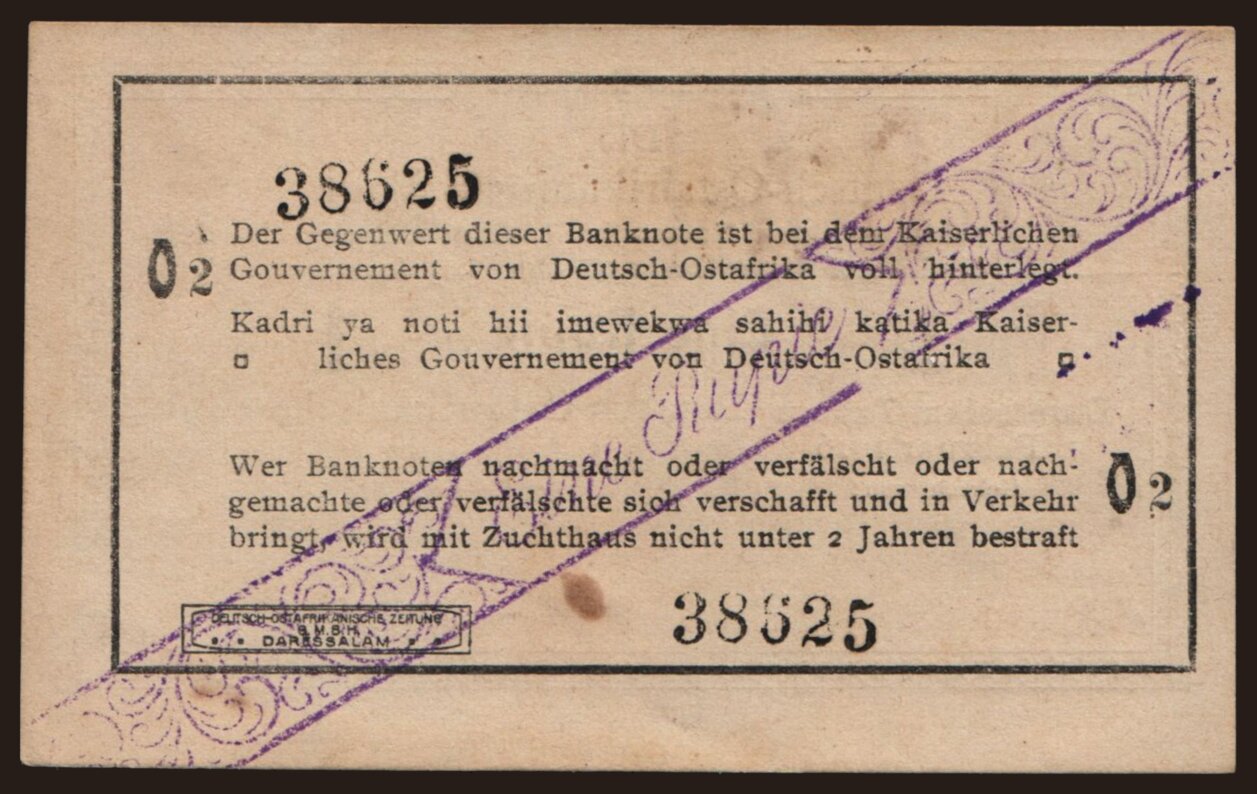 38625
Der Gegenwert dieser Banknote ist bei dem Kaiserlichen
O 2 Gouvernement von Deutsch-Ostafrika voll hinterlegt.
Kadri ya noti hii imewekwa sahihi katika Kaiser-
liches Gouvernement von Deutsch-Ostafrika
Eine Rupie
Wer Banknoten nachmacht oder verfälscht oder nach-
gemachte oder verfälschte sich verschafft und in Verkehr
bringt, wird mit Zuchthaus nicht unter 2 Jahren bestraft
O 2
DEUTSCH-OSTAFRIKANISCHE ZEITUNG
G.M.B.H.
DARESSALAM
38625